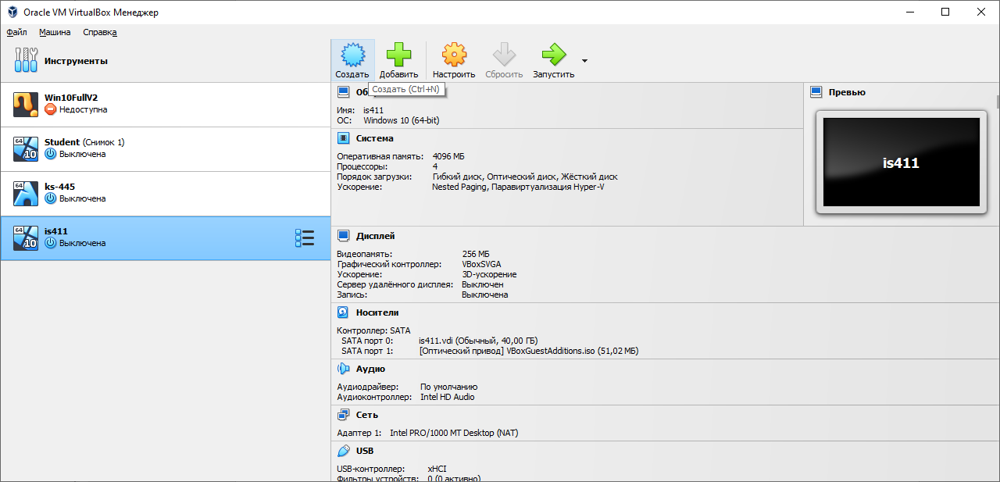 Oracle VM VirtualBox Менеджер
Файл Машина Справка
Инструменты
Создать Добавить Настроить Сбросить Запустить
Создать (Ctrl+N)
Win10FullV2
Недоступна
64
10
Student (Снимок 1)
Выключена
64
ks-445
Выключена
64
10
is411
Выключена
Об
Имя: is411
ОС: Windows 10 (64-bit)
Превью
is411
Система
Оперативная память: 4096 МБ
Процессоры: 4
Порядок загрузки: Гибкий диск, Оптический диск, Жёсткий диск
Ускорение: Nested Paging, Паравиртуализация Hyper-V
Дисплей
Видеопамять: 256 МБ
Графический контроллер: VBoxSVGA
Ускорение: 3D-ускорение
Сервер удалённого дисплея: Выключен
Запись: Выключена
Носители
Контроллер: SATA
SATA порт 0: is411.vdi (Обычный, 40,00 ГБ)
SATA порт 1: [Оптический привод] VBoxGuestAdditions.iso (51,02 МБ)
Аудио
Аудиодрайвер: По умолчанию
Аудиоконтроллер: Intel HD Audio
Сеть
Адаптер 1: Intel PRO/1000 MT Desktop (NAT)
USB
USB-контроллер: xHCI
Фильтры устройств: 0 (0 активно)